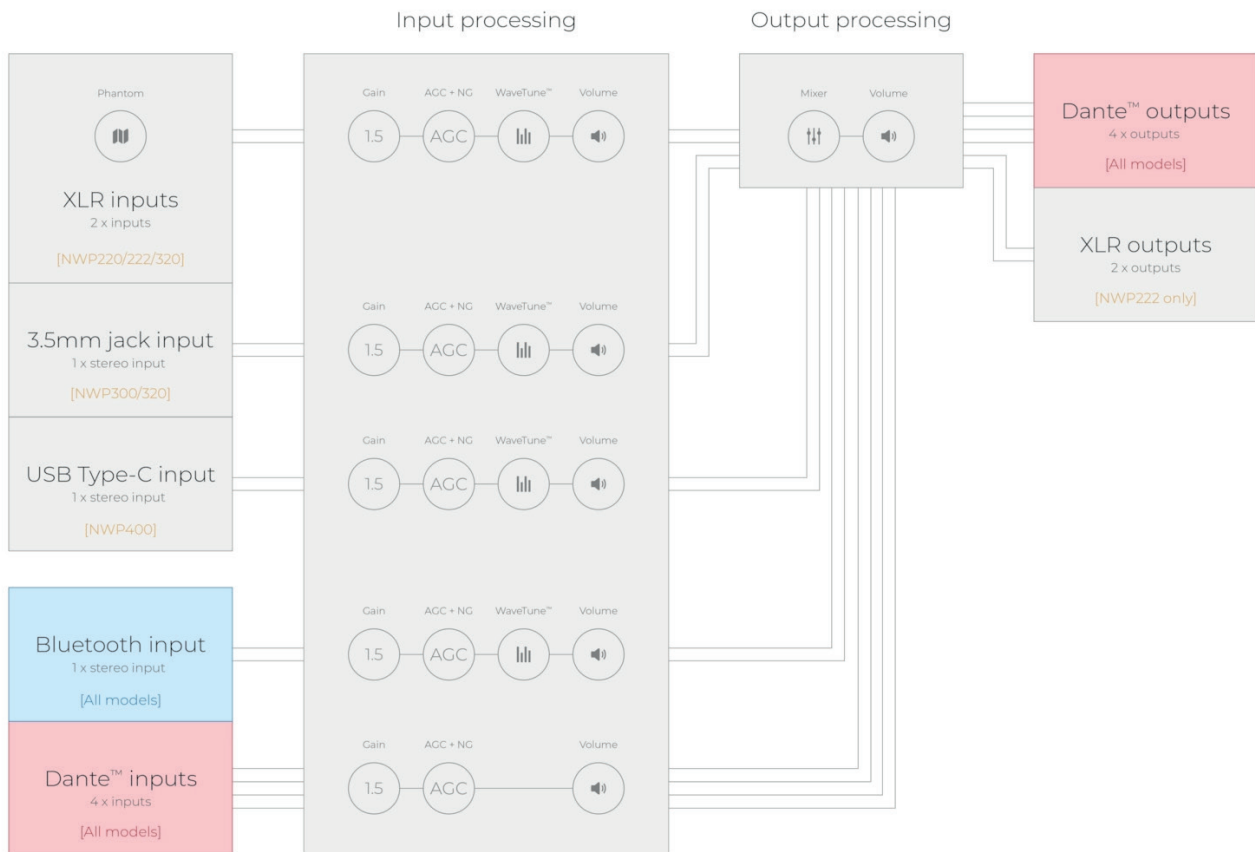 Input processing
Output processing
Phantom
XLR inputs
2 x inputs
[NWP220/222/320]
Gain
AGC + NG
WaveTune™
Volume
1.5
AGC
Mixer
Volume
Dante™ outputs
4 x outputs
[All models]
XLR outputs
2 x outputs
[NWP222 only]
3.5mm jack input
1 x stereo input
[NWP300/320]
Gain
AGC + NG
WaveTune™
Volume
1.5
AGC
USB Type-C input
1 x stereo input
[NWP400]
Gain
AGC + NG
WaveTune™
Volume
1.5
AGC
Bluetooth input
1 x stereo input
[All models]
Gain
AGC + NG
WaveTune™
Volume
1.5
AGC
Dante™ inputs
4 x inputs
[All models]
Gain
AGC + NG
Volume
1.5
AGC